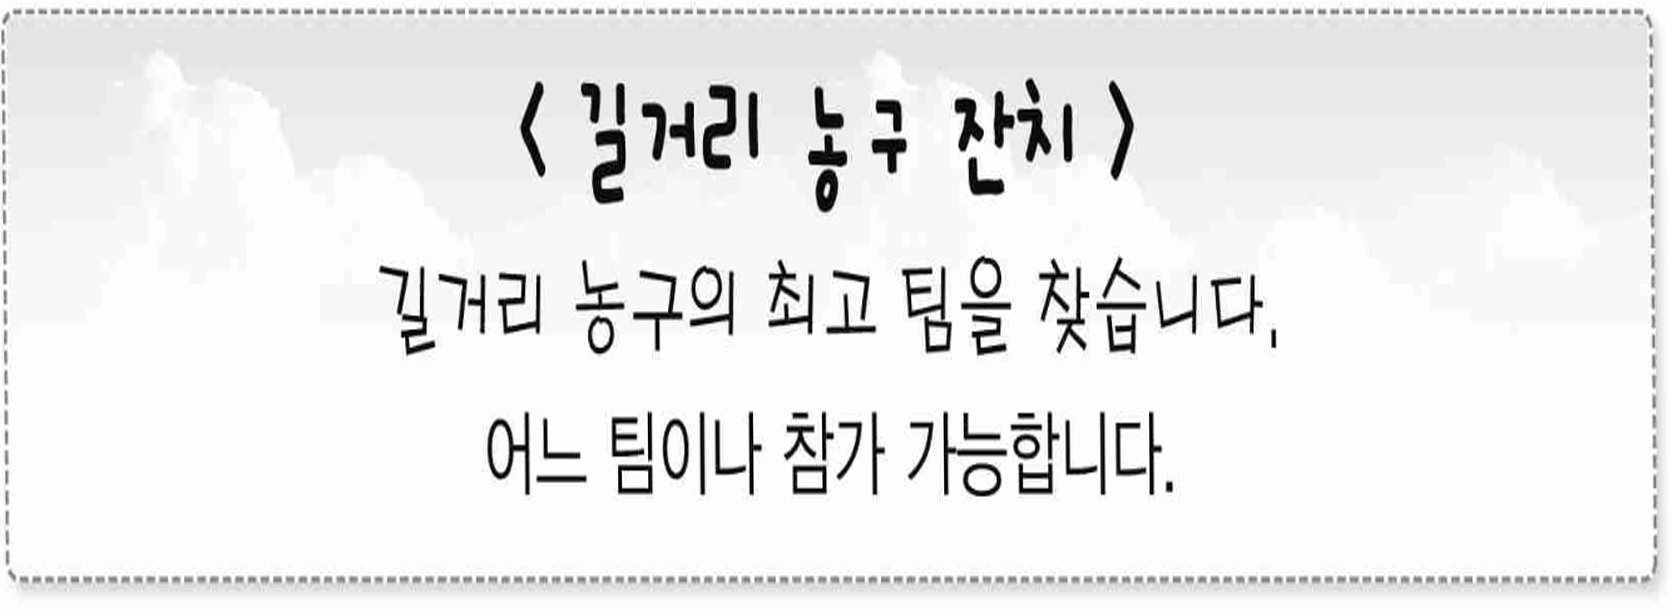 < 길거리 농구 잔치 >
길거리 농구의 최고 팀을 찾습니다.
어느 팀이나 참가 가능합니다.